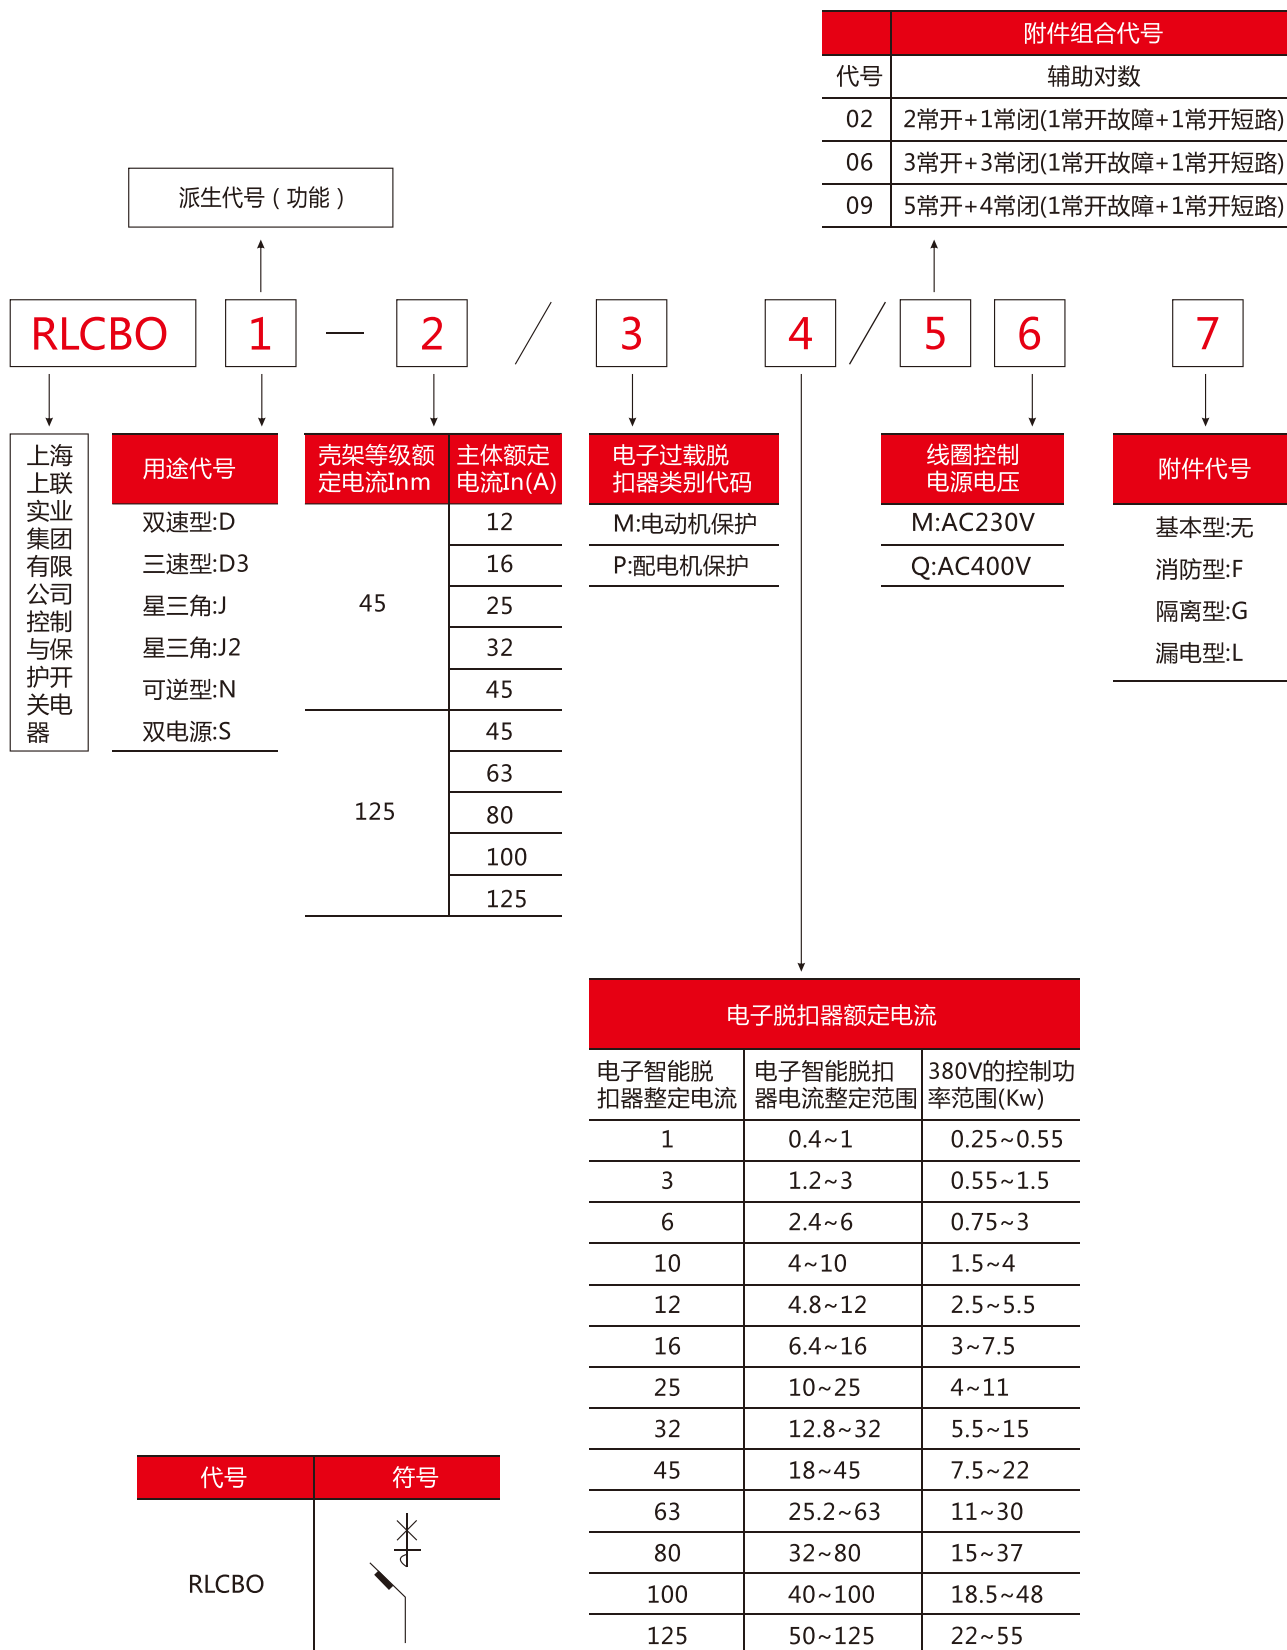 附件组合代号
代号 辅助对数
02 2常开+1常闭(1常开故障+1常开短路)
06 3常开+3常闭(1常开故障+1常开短路)
09 5常开+4常闭(1常开故障+1常开短路)
派生代号（功能）
RLCBO 1 — 2 / 3 4 / 5 6 7
上海
上联
实业
集团
有限
公司
控制
与保
护开
关电
器
用途代号
双速型:D
三速型:D3
星三角:J
星三角:J2
可逆型:N
双电源:S
壳架等级额
定电流Inm
主体额定
电流In(A)
45
12
16
25
32
45
125
45
63
80
100
125
电子过载脱
扣器类别代码
M:电动机保护
P:配电机保护
线圈控制
电源电压
M:AC230V
Q:AC400V
附件代号
基本型:无
消防型:F
隔离型:G
漏电型:L
电子脱扣器额定电流
电子智能脱
扣器整定电流
电子智能脱扣
器电流整定范围
380V的控制功
率范围(Kw)
1 0.4~1 0.25~0.55
3 1.2~3 0.55~1.5
6 2.4~6 0.75~3
10 4~10 1.5~4
12 4.8~12 2.5~5.5
16 6.4~16 3~7.5
25 10~25 4~11
32 12.8~32 5.5~15
45 18~45 7.5~22
63 25.2~63 11~30
80 32~80 15~37
100 40~100 18.5~48
125 50~125 22~55
代号 符号
RLCBO